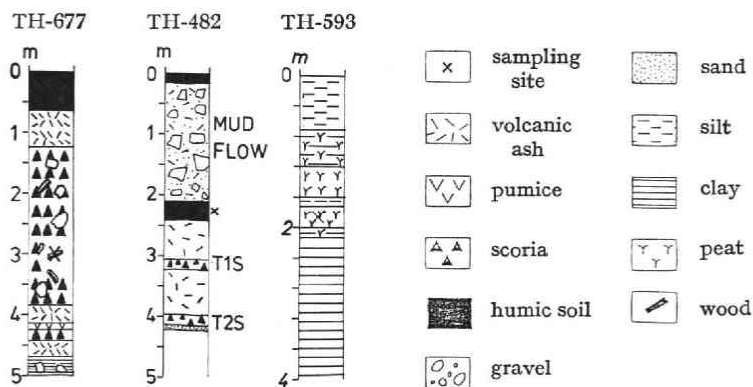 TH-677
TH-482
TH-593
m
0
1
2
3
4
5
m
0
1
2
3
4
5
MUD
FLOW
T1S
T2S
m
0
2
4
sampling
site
volcanic
ash
pumice
scoria
humic soil
gravel
sand
silt
clay
peat
wood